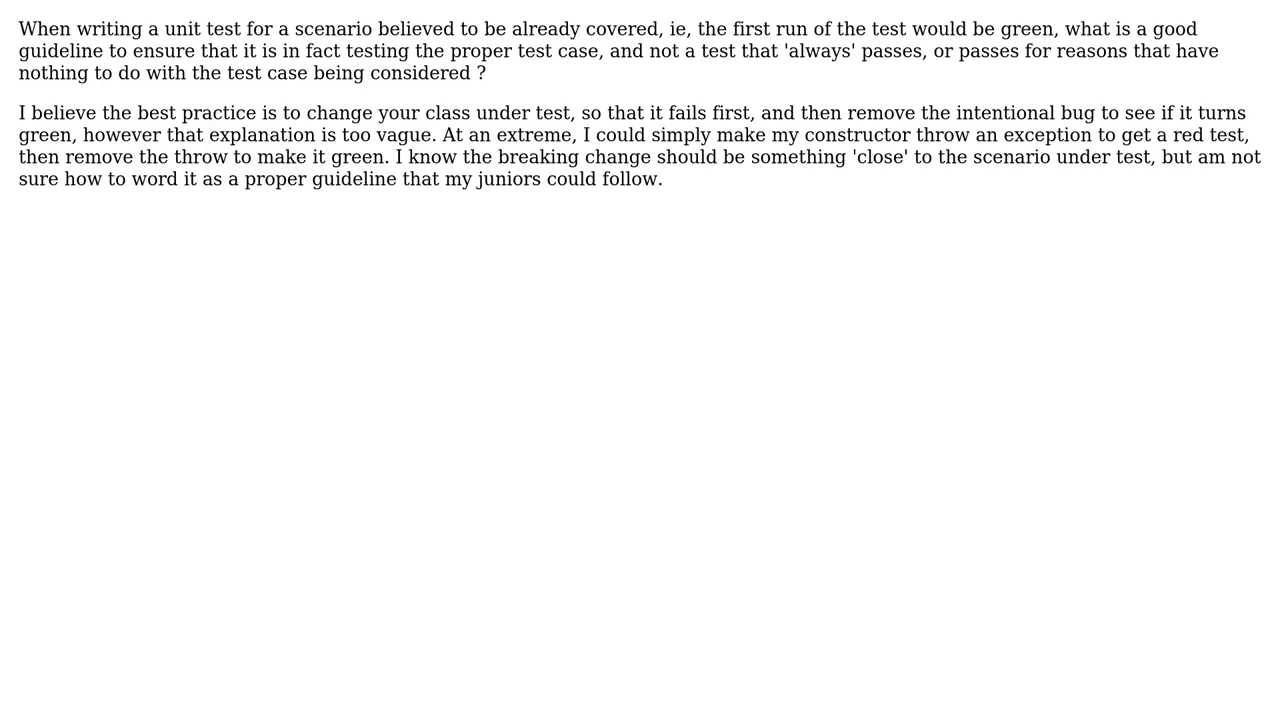 When writing a unit test for a scenario believed to be already covered, ie, the first run of the test would be green, what is a good
guideline to ensure that it is in fact testing the proper test case, and not a test that 'always' passes, or passes for reasons that have
nothing to do with the test case being considered ?
I believe the best practice is to change your class under test, so that it fails first, and then remove the intentional bug to see if it turns
green, however that explanation is too vague. At an extreme, I could simply make my constructor throw an exception to get a red test,
then remove the throw to make it green. I know the breaking change should be something 'close' to the scenario under test, but am not
sure how to word it as a proper guideline that my juniors could follow.